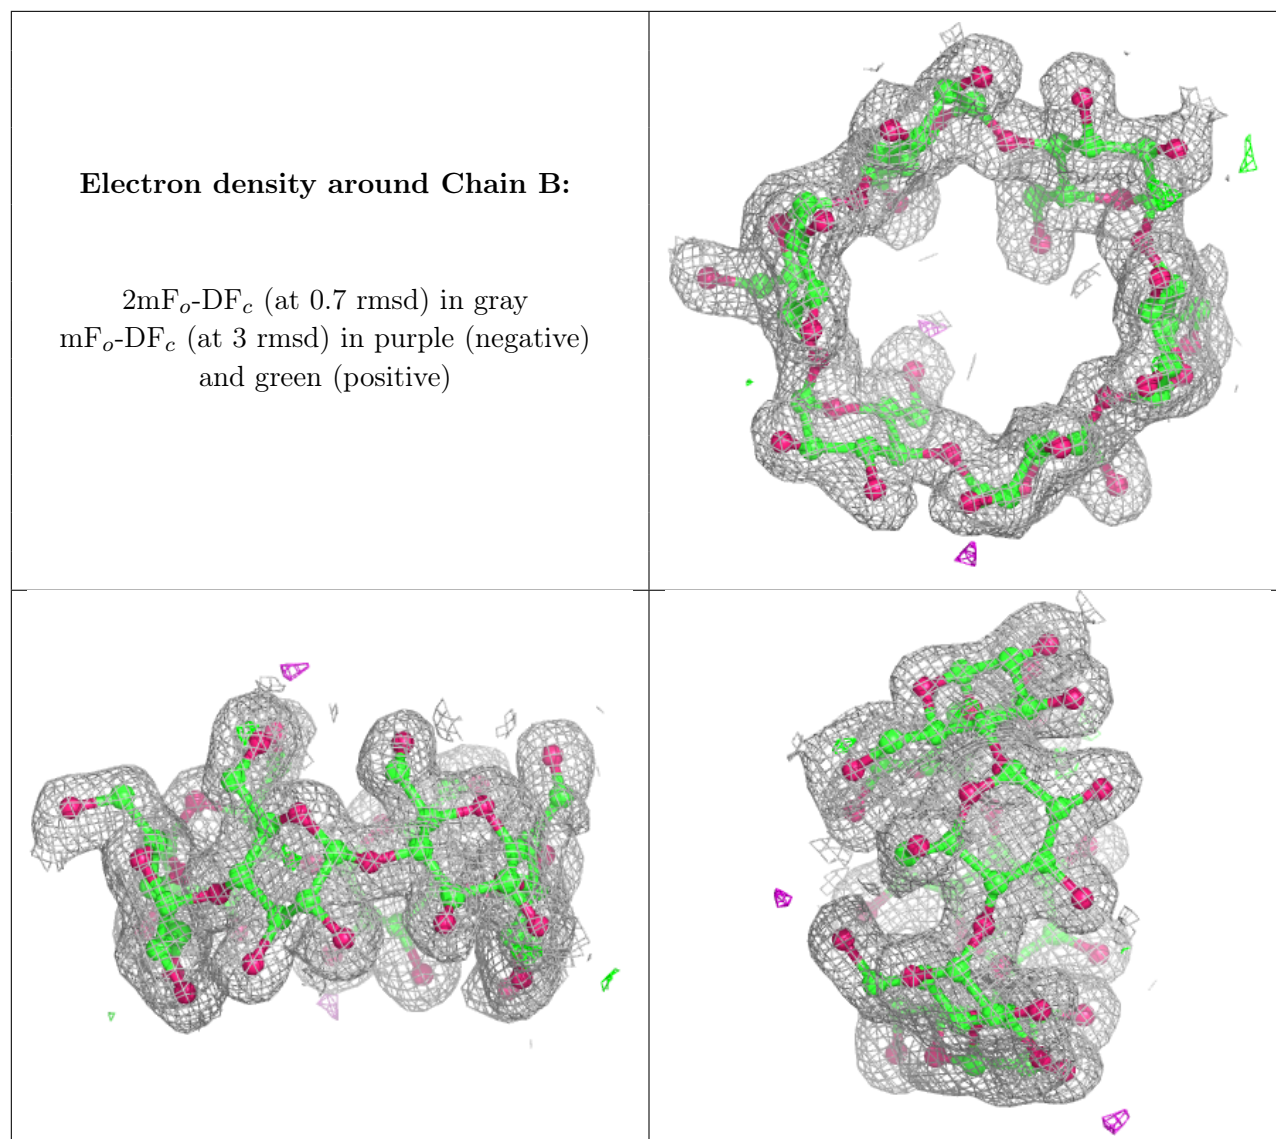 Electron density around Chain B:
2mFo-DFc (at 0.7 rmsd) in gray
mFo-DFc (at 3 rmsd) in purple (negative)
and green (positive)